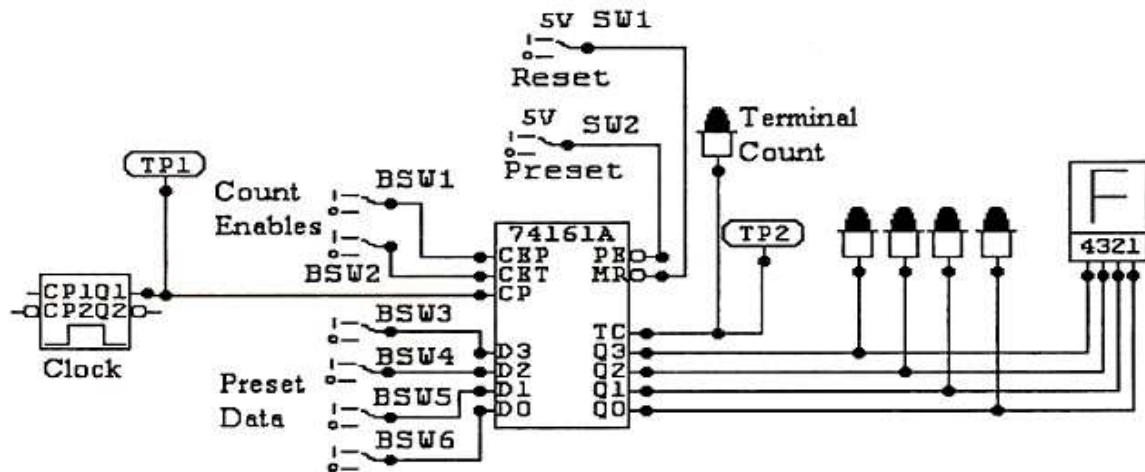 5V SW1
Reset
5V SW2
Preset
Terminal
Count
TP1
Count
Enables
BSW1
BSW2
74161A
CEP PE
CET MR
CP
TC
D3 Q3
D2 Q2
D1 Q1
D0 Q0
TP2
F
4321
CP1Q1
CP2Q2
Clock
BSW3
BSW4
Preset
Data
BSW5
BSW6